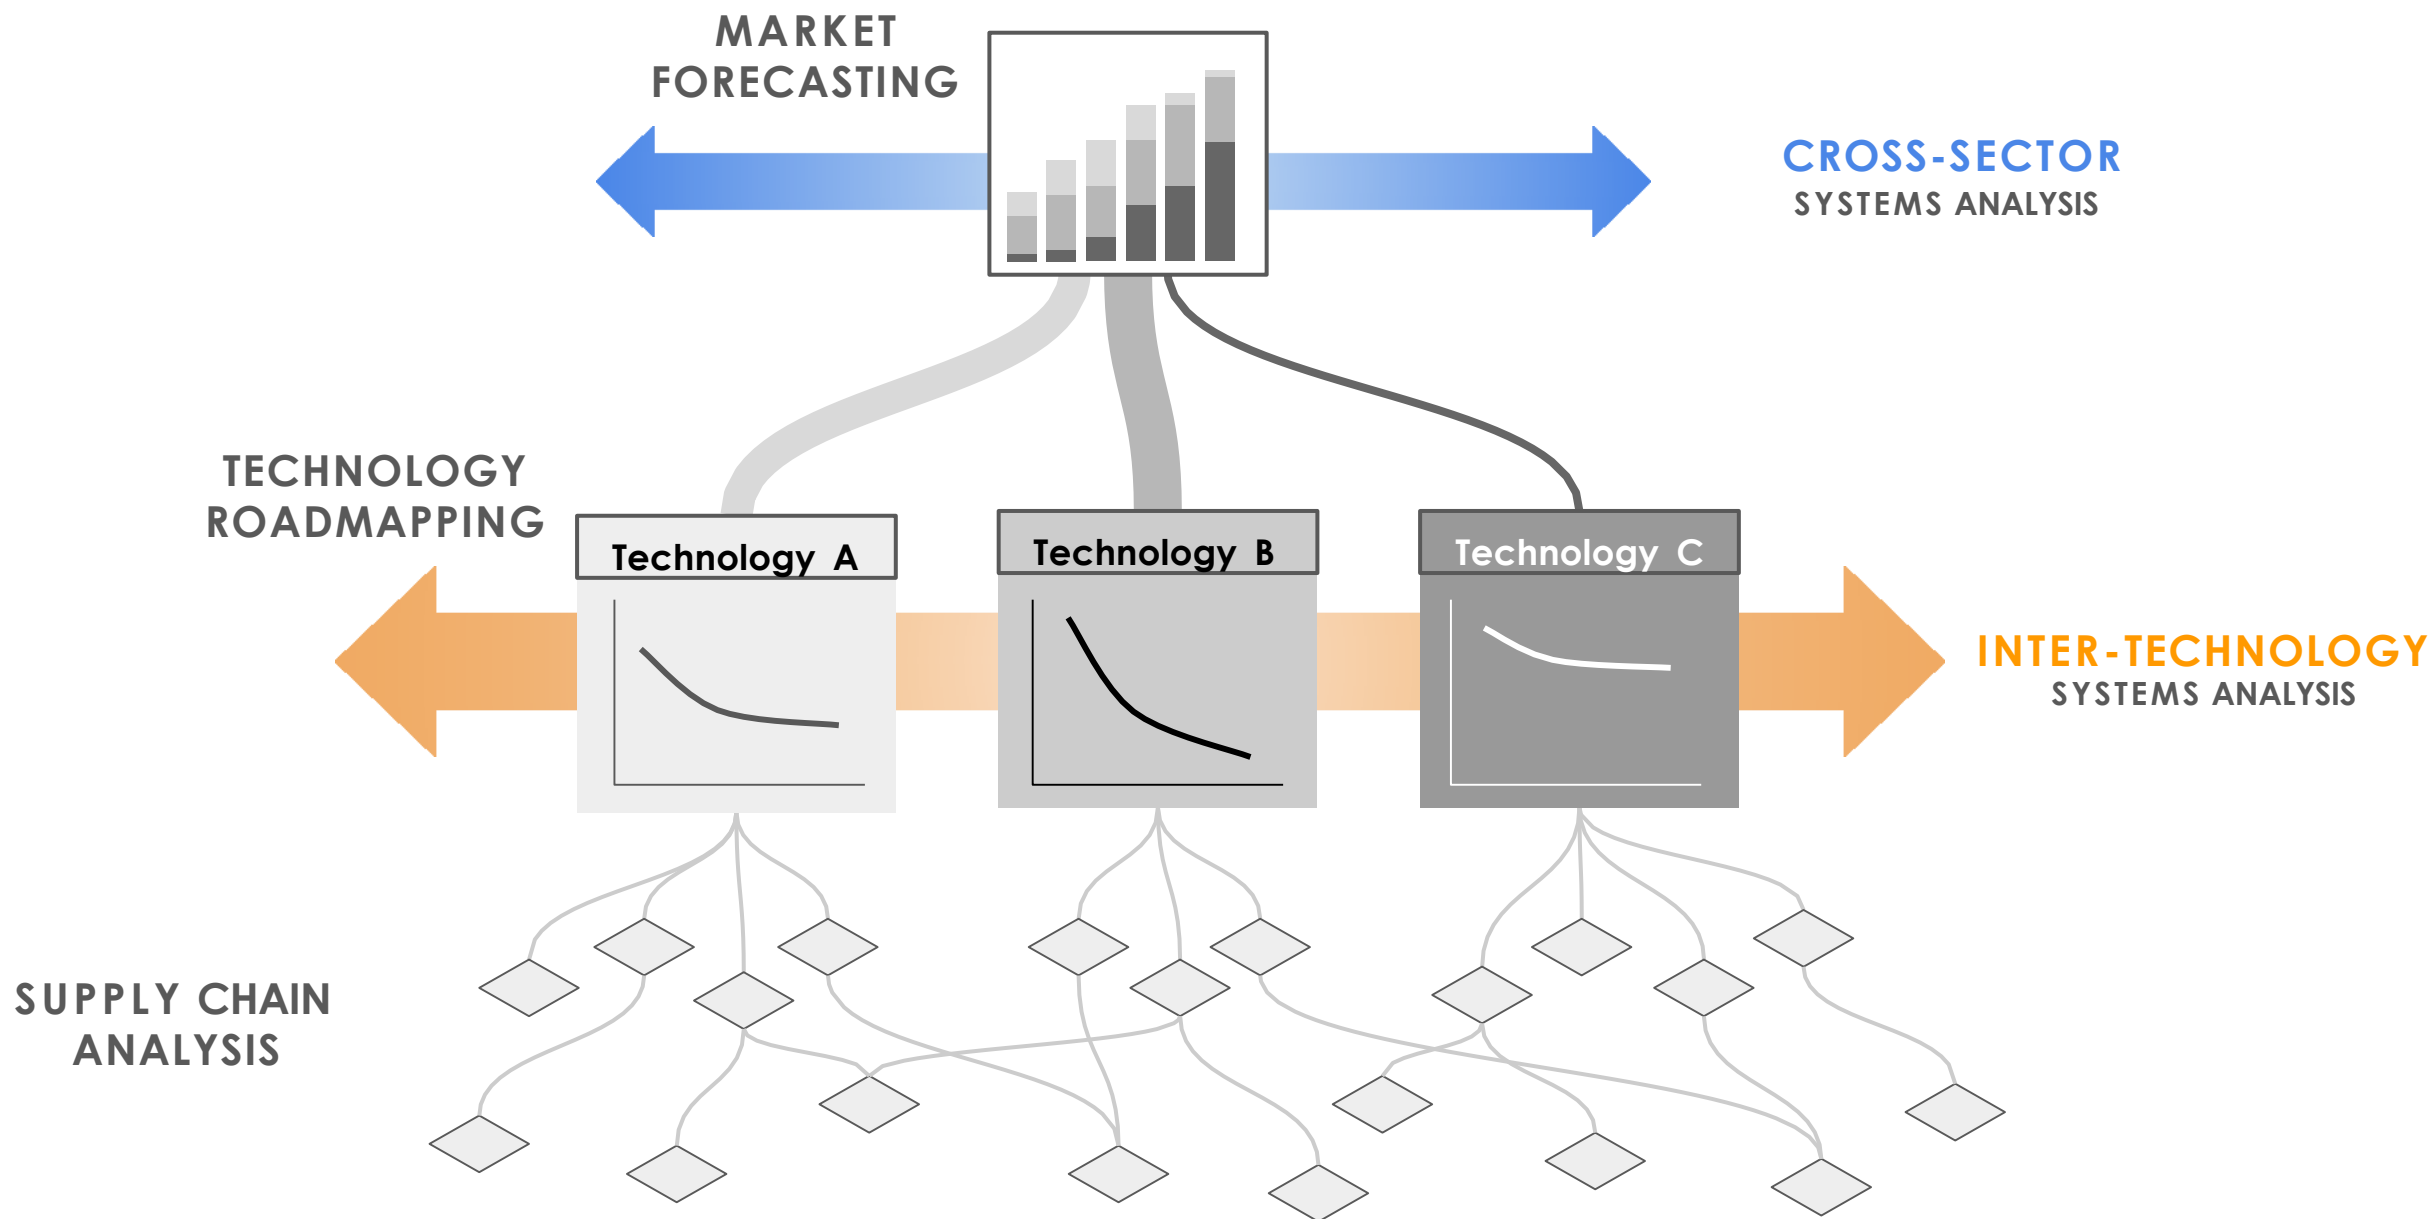 MARKET
FORECASTING
CROSS-SECTOR
SYSTEMS ANALYSIS
TECHNOLOGY
ROADMAPPING
Technology A
Technology B
Technology C
INTER-TECHNOLOGY
SYSTEMS ANALYSIS
SUPPLY CHAIN
ANALYSIS